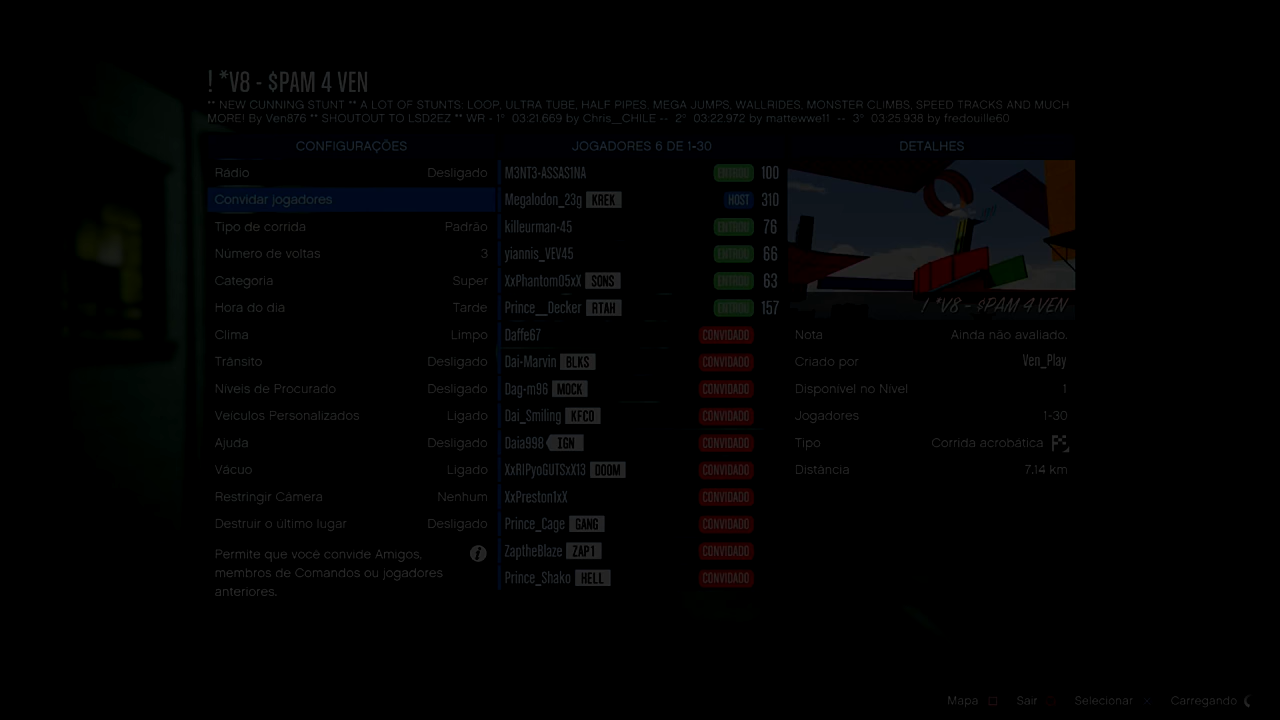 ! *V8 - $PAM 4 VEN
** NEW CUNNING STUNT ** A LOT OF STUNTS: LOOP, ULTRA TUBE, HALF PIPES, MEGA JUMPS, WALLRIDES, MONSTER CLIMBS, SPEED TRACKS AND MUCH
MORE! By Ven876 ** SHOUTOUT TO LSD2EZ ** WR - 1° 03:21.669 by Chris__CHILE -- 2° 03:22.972 by mattewwe11 -- 3° 03:25.938 by fredouille60
CONFIGURAÇÕES
Rádio Desligado
Convidar jogadores
Tipo de corrida Padrão
Número de voltas 3
Categoria Super
Hora do dia Tarde
Clima Limpo
Trânsito Desligado
Níveis de Procurado Desligado
Veículos Personalizados Ligado
Ajuda Desligado
Vácuo Ligado
Restringir Câmera Nenhum
Destruir o último lugar Desligado
Permite que você convide Amigos,
membros de Comandos ou jogadores
anteriores.
JOGADORES 6 DE 1-30
M3NT3-ASSAS1NA ENTROU 100
Megalodon_23g KREK HOST 310
killeurman-45 ENTROU 76
yiannis_VEV45 ENTROU 66
XxPhantom05xX SONS ENTROU 63
Prince__Decker RTAH ENTROU 157
Daffe67 CONVIDADO
Dai-Marvin BLKS CONVIDADO
Dag-m96 MOCK CONVIDADO
Dai_Smiling KFCO CONVIDADO
Daia998 IGN CONVIDADO
XxRIPyoGUTSxX13 DOOM CONVIDADO
XxPreston1xX CONVIDADO
Prince_Cage GANG CONVIDADO
ZaptheBlaze ZAP1 CONVIDADO
Prince_Shako HELL CONVIDADO
DETALHES
! *V8 - $PAM 4 VEN
Nota Ainda não avaliado.
Criado por Ven_Play
Disponível no Nível 1
Jogadores 1-30
Tipo Corrida acrobática
Distância 7.14 km
Mapa Sair Selecionar Carregando